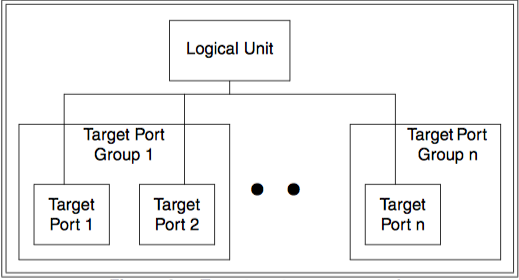 Logical Unit
Target Port
Group 1
Target Port
Group n
Target
Port 1
Target
Port 2
Target
Port n